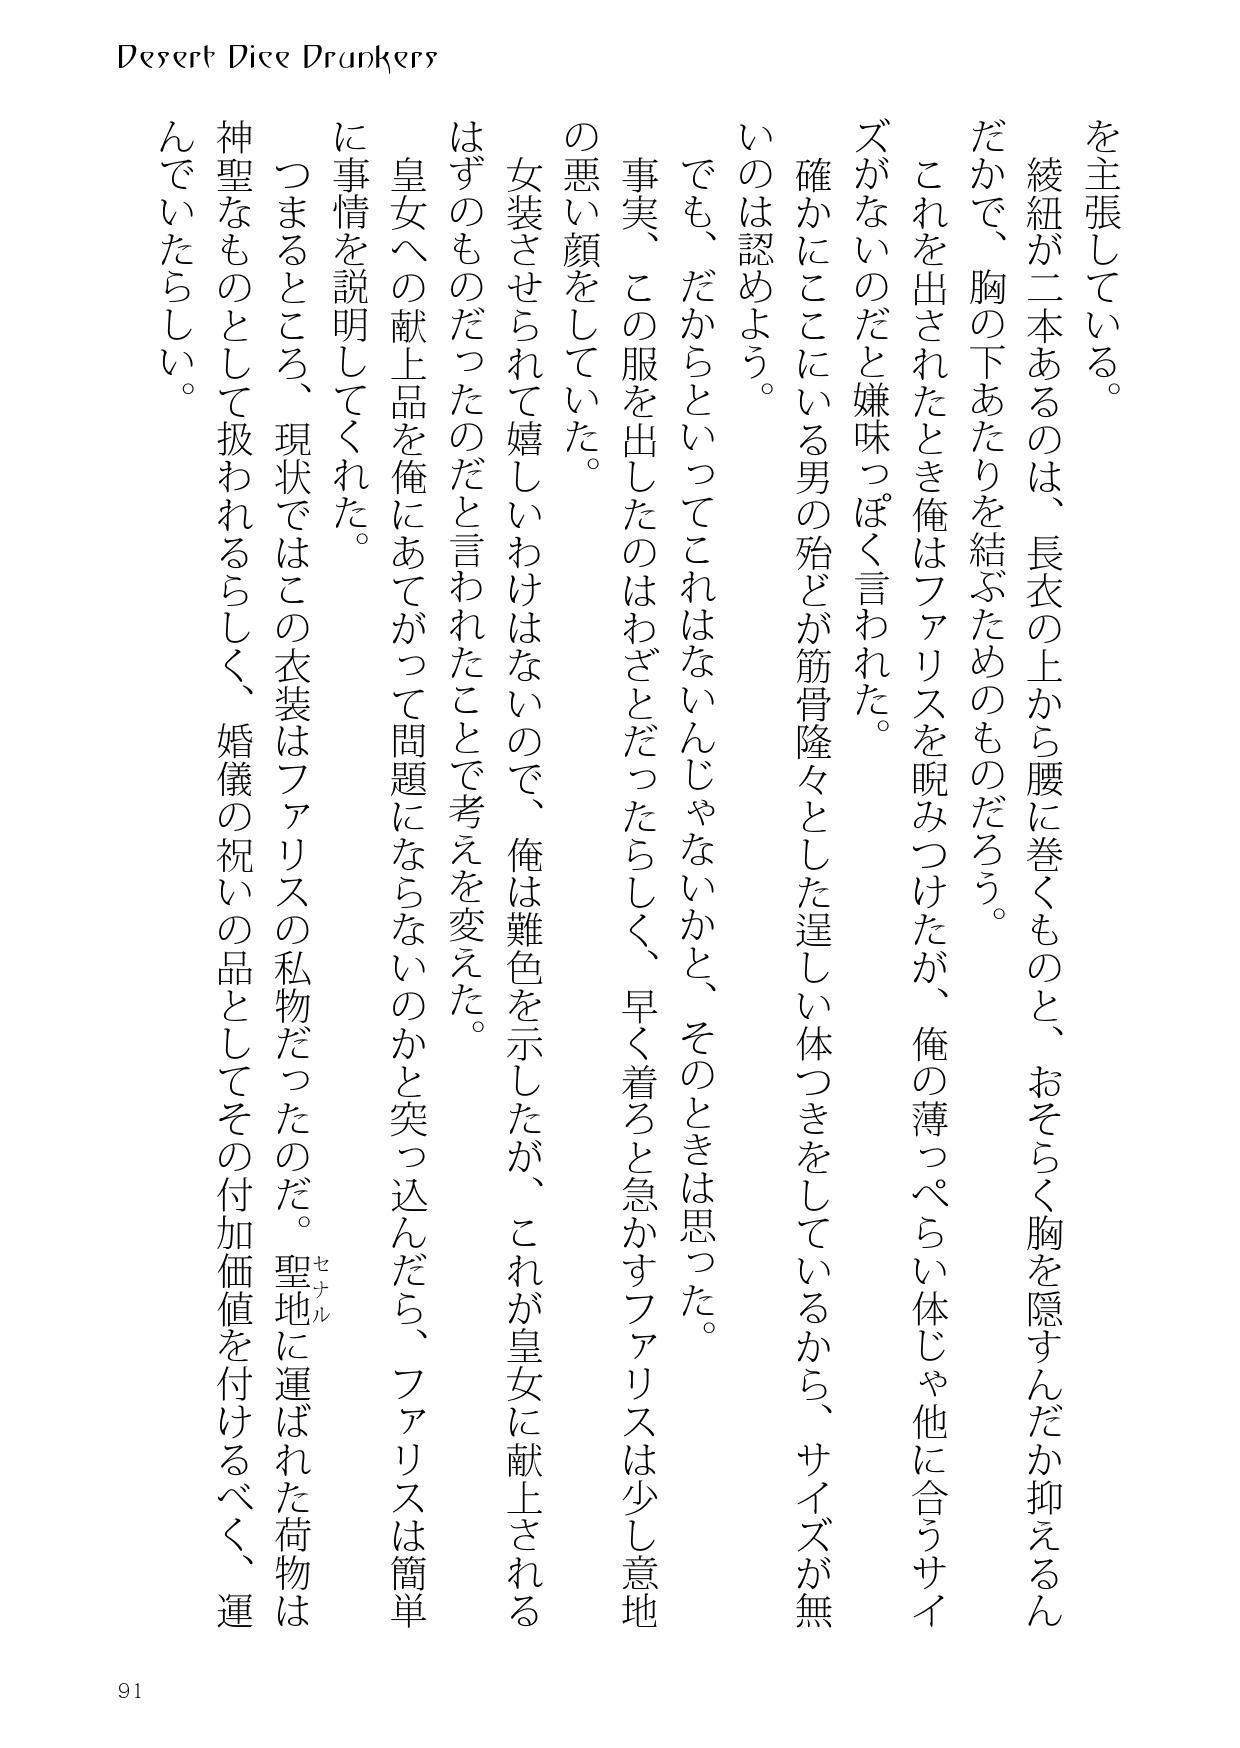 Desert Dice Drunkers
を主張している。
　綾紐が二本あるのは、長衣の上から腰に巻くものと、おそらく胸を隠すんだか抑えるん
だかで、胸の下あたりを結ぶためのものだろう。
　これを出されたとき俺はファリスを睨みつけたが、俺の薄っぺらい体じゃ他に合うサイ
ズがないのだと嫌味っぽく言われた。
　確かにここにいる男の殆どが筋骨隆々とした逞しい体つきをしているから、サイズが無
いのは認めよう。
　でも、だからといってこれはないんじゃないかと、そのときは思った。
　事実、この服を出したのはわざとだったらしく、早く着ろと急かすファリスは少し意地
の悪い顔をしていた。
　女装させられて嬉しいわけはないので、俺は難色を示したが、これが皇女に献上される
はずのものだったのだと言われたことで考えを変えた。
　皇女への献上品を俺にあてがって問題にならないのかと突っ込んだら、ファリスは簡単
に事情を説明してくれた。
　つまるところ、現状ではこの衣装はファリスの私物だったのだ。聖地に運ばれた荷物は
セナル
神聖なものとして扱われるらしく、婚儀の祝いの品としてその付加価値を付けるべく、運
んでいたらしい。
91